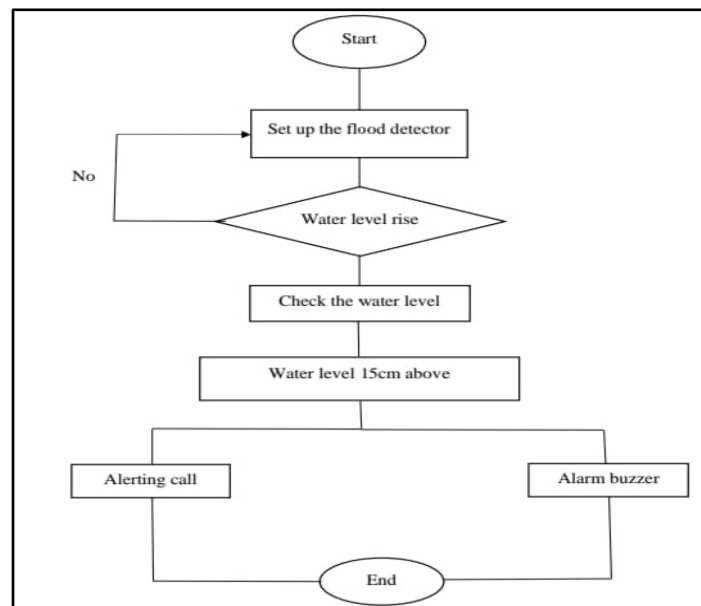 Start
Set up the flood detector
No
Water level rise
Check the water level
Water level 15cm above
Alerting call
Alarm buzzer
End